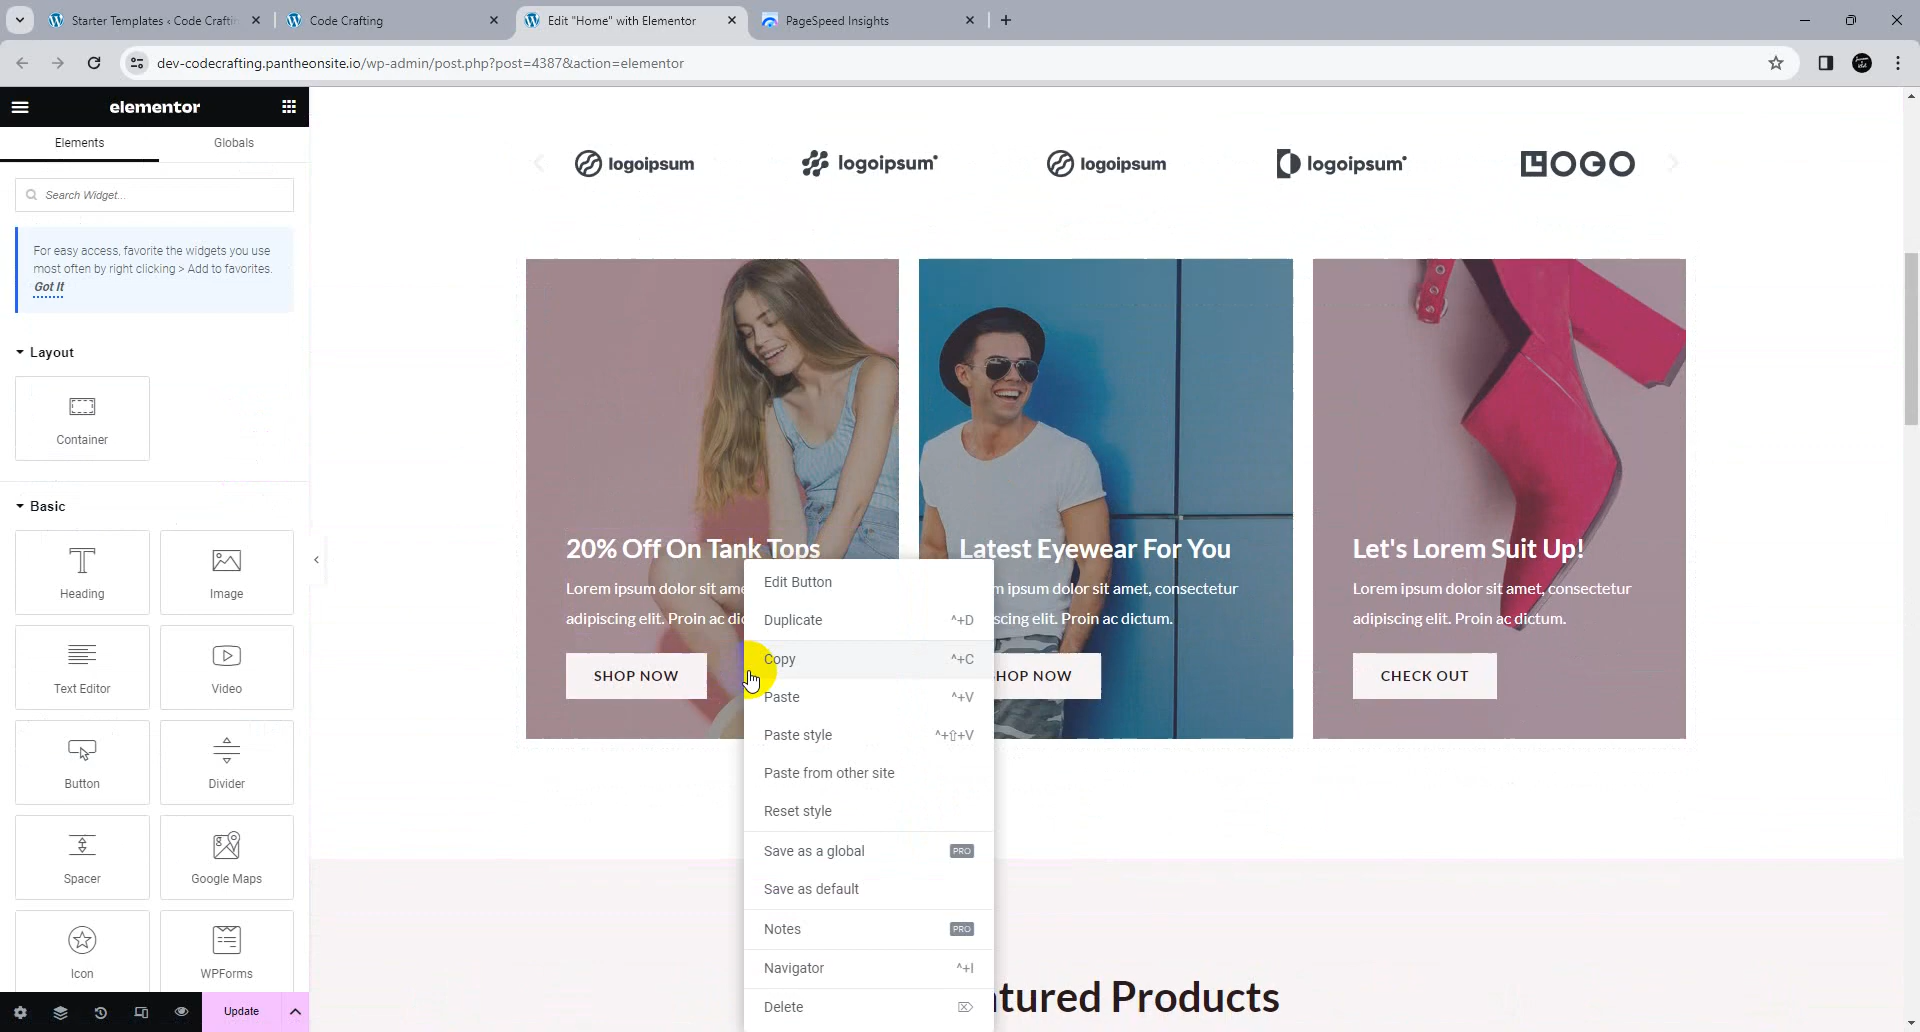 Starter Templates ‹ Code Craftin
Code Crafting
Edit "Home" with Elementor
PageSpeed Insights
dev-codecrafting.pantheonsite.io/wp-admin/post.php?post=4387&action=elementor
elementor
Elements
Globals
Search Widget...
For easy access, favorite the widgets you use
most often by right clicking > Add to favorites.
Got It
Layout
Container
Basic
Heading
Image
Text Editor
Video
Button
Divider
Spacer
Google Maps
Icon
WPForms
Update
logoipsum
logoipsum
logoipsum
logoipsum
LOGO
20% Off On Tank Tops
Lorem ipsum dolor sit ame
adipiscing elit. Proin ac dic
SHOP NOW
Latest Eyewear For You
m ipsum dolor sit amet, consectetur
scing elit. Proin ac dictum.
HOP NOW
Let's Lorem Suit Up!
Lorem ipsum dolor sit amet, consectetur
adipiscing elit. Proin ac dictum.
CHECK OUT
Edit Button
Duplicate ^+D
Copy ^+C
Paste ^+V
Paste style ^+⇧+V
Paste from other site
Reset style
Save as a global PRO
Save as default
Notes PRO
Navigator ^+I
Delete ⌦
tured Products